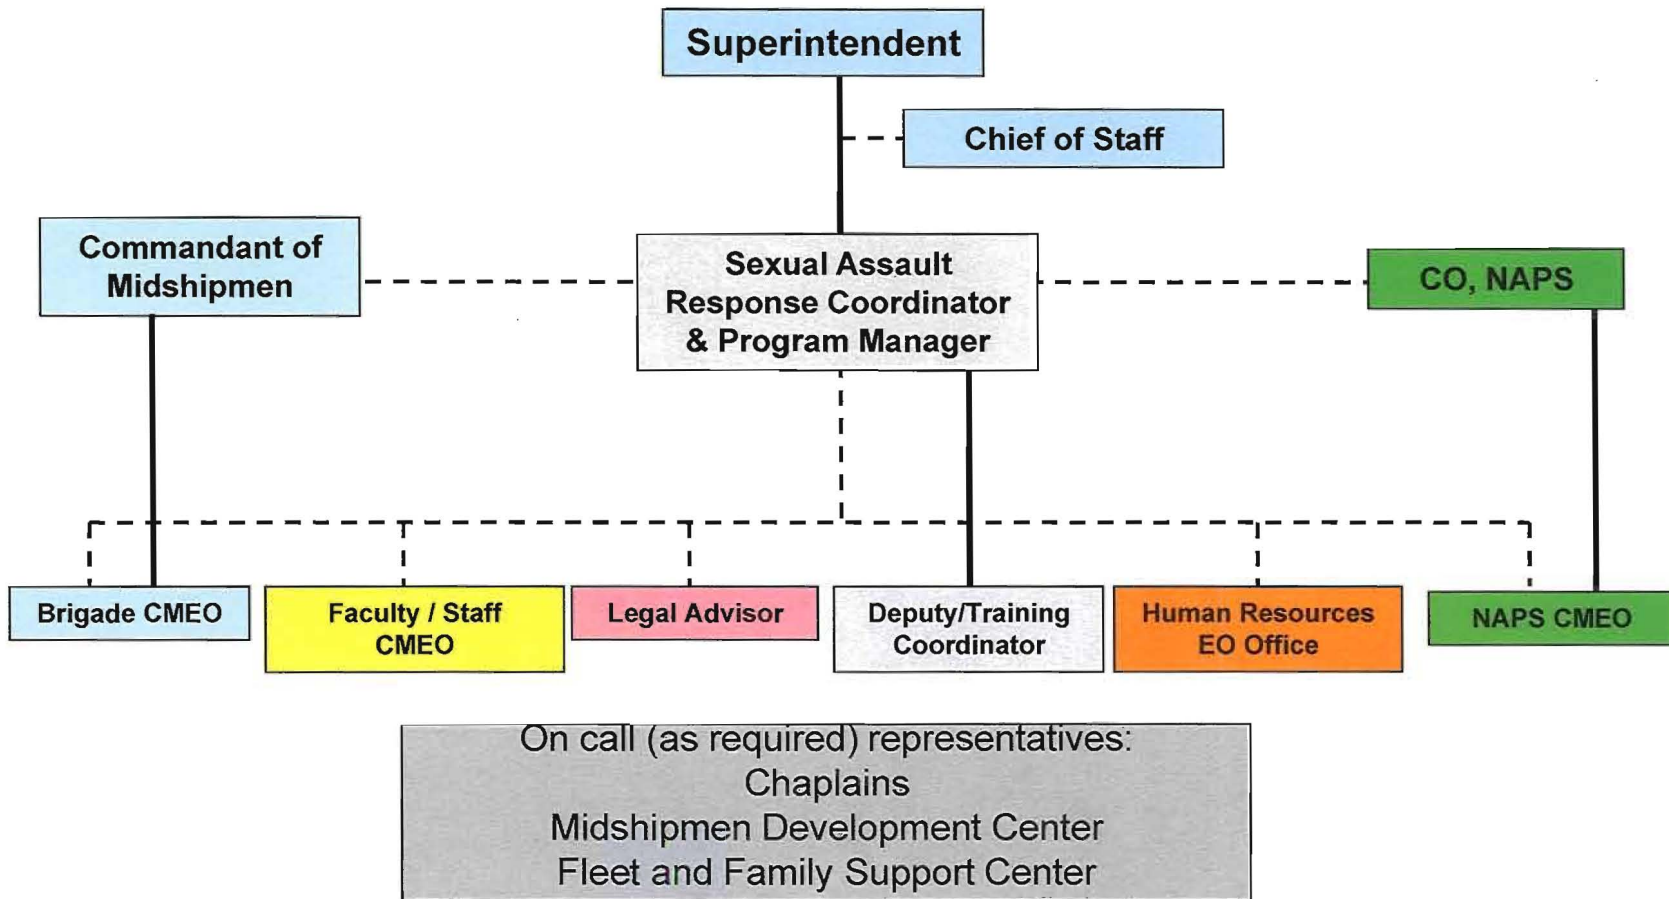 Superintendent
Chief of Staff
Commandant of
Midshipmen
Sexual Assault
Response Coordinator
& Program Manager
CO, NAPS
Brigade CMEO
Faculty / Staff
CMEO
Legal Advisor
Deputy/Training
Coordinator
Human Resources
EO Office
NAPS CMEO
On call (as required) representatives:
Chaplains
Midshipmen Development Center
Fleet and Family Support Center